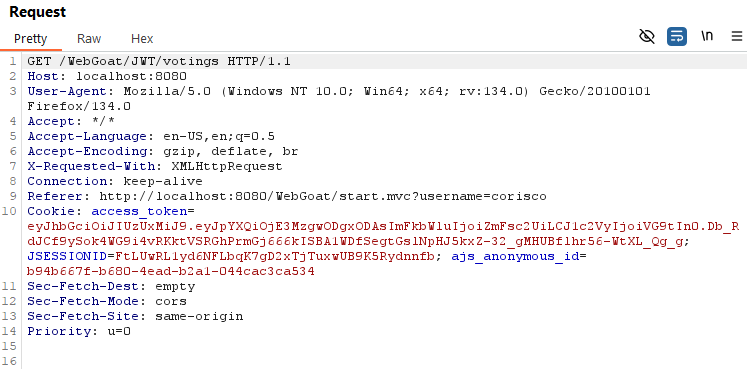 Request
Pretty Raw Hex
\n
1 GET /WebGoat/JWT/votings HTTP/1.1
2 Host: localhost:8080
3 User-Agent: Mozilla/5.0 (Windows NT 10.0; Win64; x64; rv:134.0) Gecko/20100101
Firefox/134.0
4 Accept: */*
5 Accept-Language: en-US,en;q=0.5
6 Accept-Encoding: gzip, deflate, br
7 X-Requested-With: XMLHttpRequest
8 Connection: keep-alive
9 Referer: http://localhost:8080/WebGoat/start.mvc?username=corisco
10 Cookie: access_token=
eyJhbGciOiJIUzUxMiJ9.eyJpYXQiOjE3MzgwODgxODAsImFkbWluIjoiZmFsc2UiLCJ1c2VyIjoiVG9tIn0.Db_R
dJCf9ySok4WG9i4vRKktVSRGhPrmGj666kISBA1WDfSegtGslNpHJ5kxZ-32_gMHUBflhr56-WtXL_Qg_g;
JSESSIONID=FtLUwRL1yd6NFLbqK7gD2xTjTuxwUB9K5Rydnnfb; ajs_anonymous_id=
b94b667f-b680-4ead-b2a1-044cac3ca534
11 Sec-Fetch-Dest: empty
12 Sec-Fetch-Mode: cors
13 Sec-Fetch-Site: same-origin
14 Priority: u=0
15
16